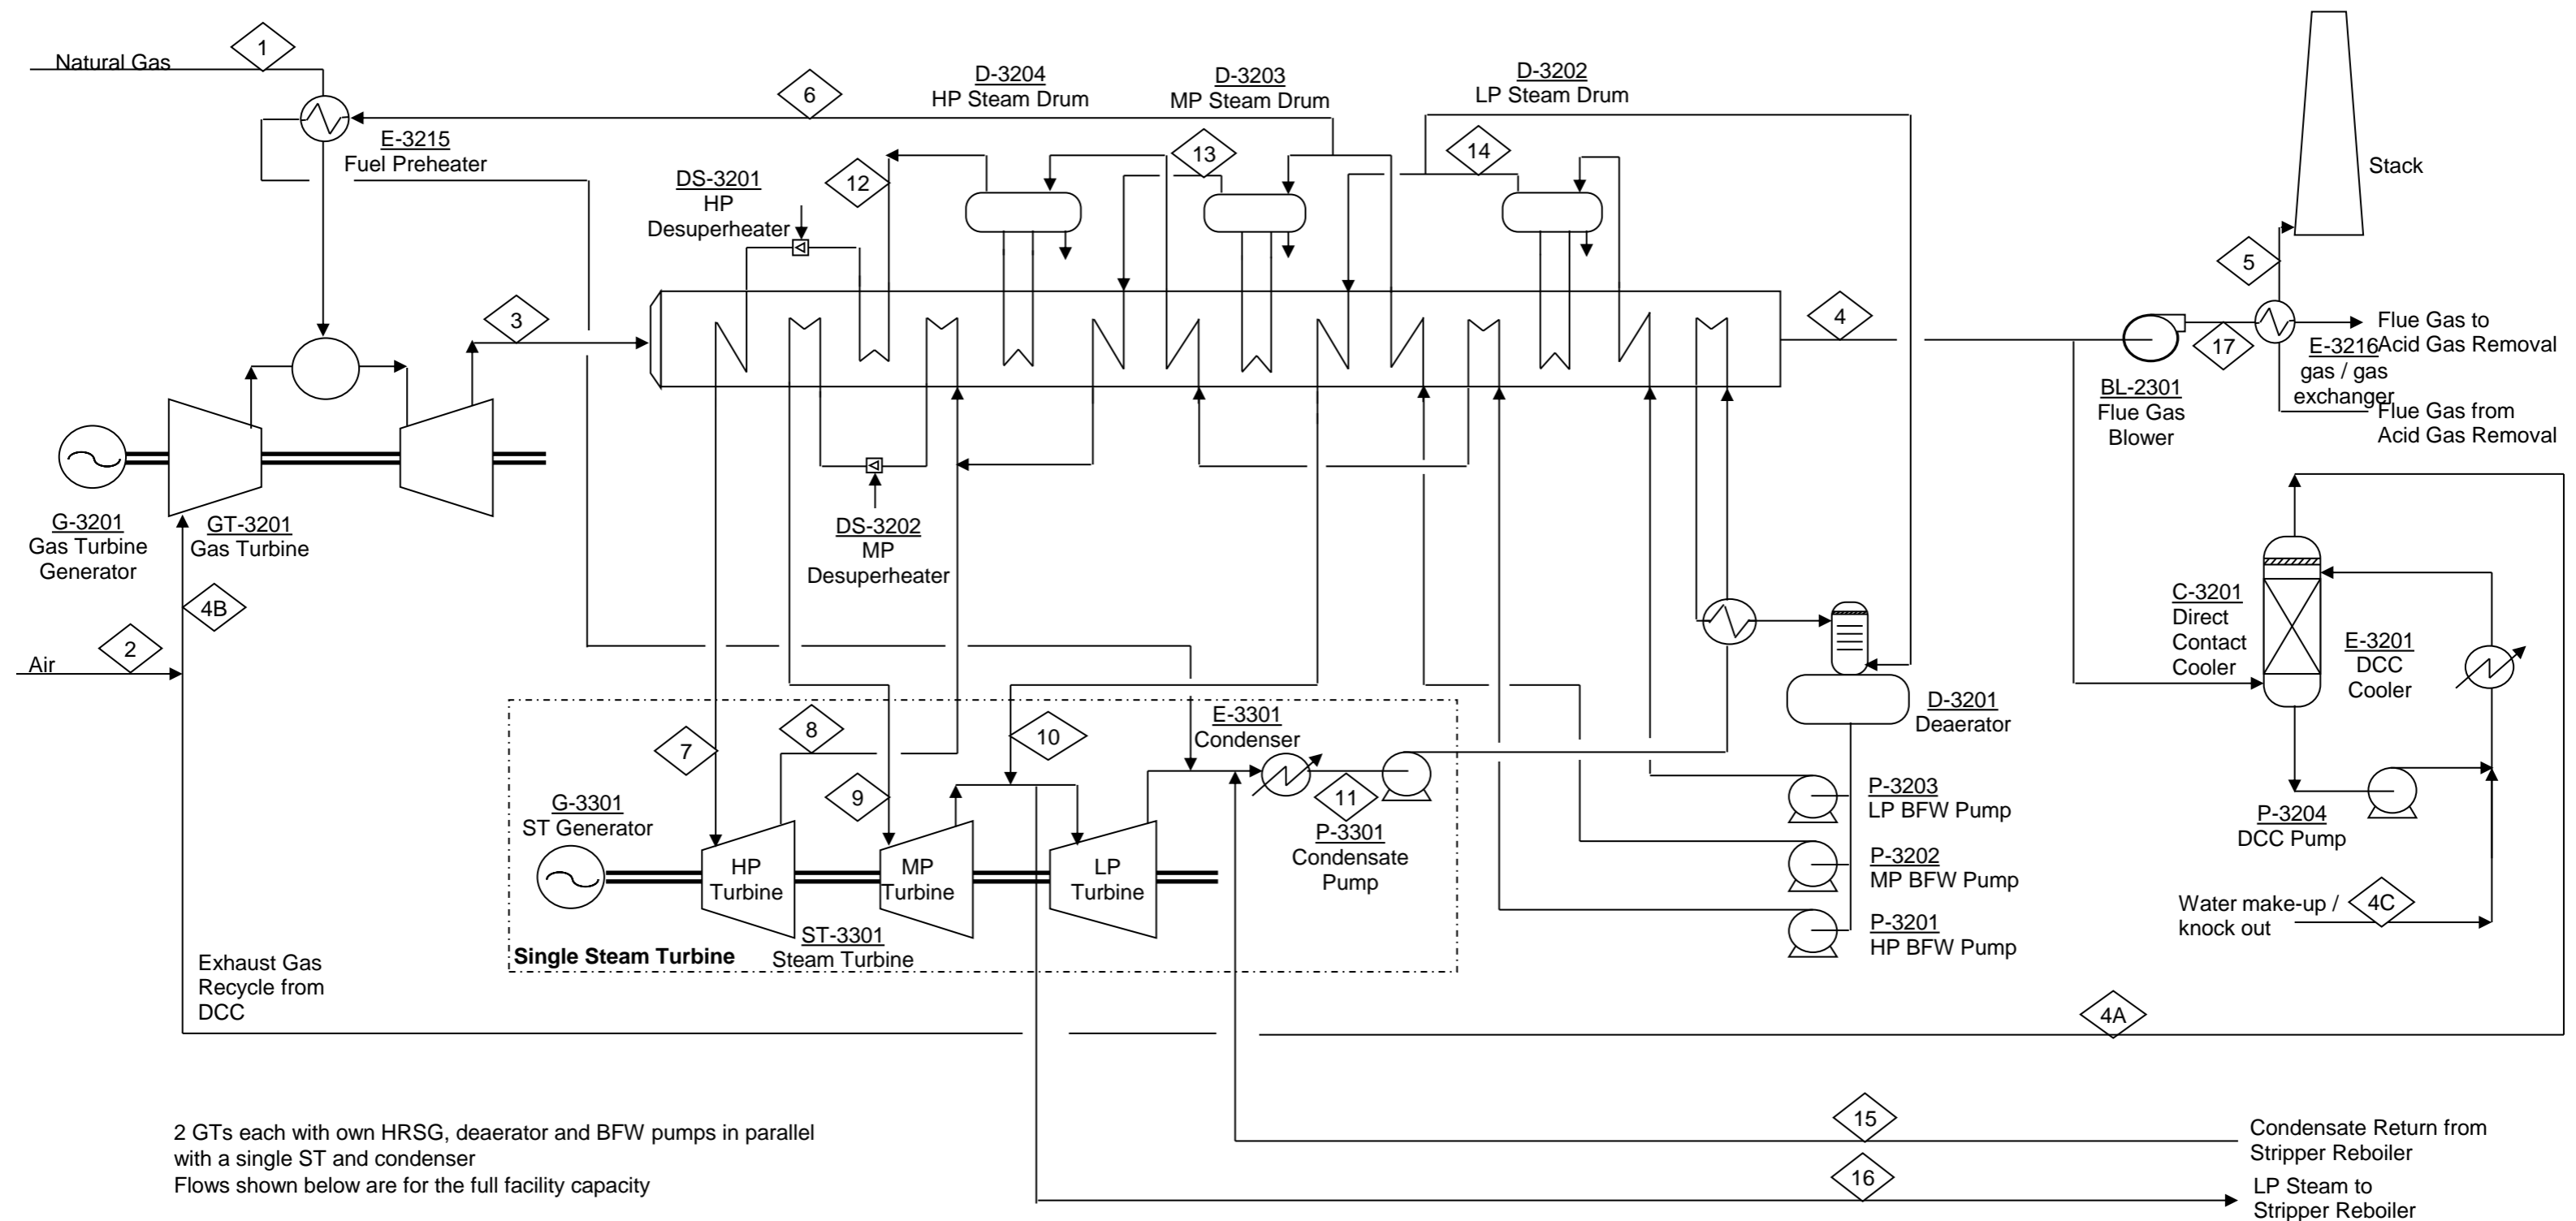 1
Natural Gas
6
D-3204
HP Steam Drum
D-3203
MP Steam Drum
D-3202
LP Steam Drum
E-3215
Fuel Preheater
DS-3201
HP
Desuperheater
12
13
14
Stack
3
4
5
17
Flue Gas to
Acid Gas Removal
E-3216
gas / gas
exchanger
Flue Gas from
Acid Gas Removal
BL-2301
Flue Gas
Blower
G-3201
Gas Turbine
Generator
GT-3201
Gas Turbine
DS-3202
MP
Desuperheater
4B
2
Air
C-3201
Direct
Contact
Cooler
E-3201
DCC
Cooler
D-3201
Deaerator
7
8
9
10
E-3301
Condenser
11
P-3301
Condensate
Pump
G-3301
ST Generator
HP
Turbine
MP
Turbine
LP
Turbine
ST-3301
Steam Turbine
Single Steam Turbine
P-3203
LP BFW Pump
P-3202
MP BFW Pump
P-3201
HP BFW Pump
P-3204
DCC Pump
Water make-up /
knock out
4C
Exhaust Gas
Recycle from
DCC
4A
2 GTs each with own HRSG, deaerator and BFW pumps in parallel
with a single ST and condenser
Flows shown below are for the full facility capacity
15
Condensate Return from
Stripper Reboiler
16
LP Steam to
Stripper Reboiler